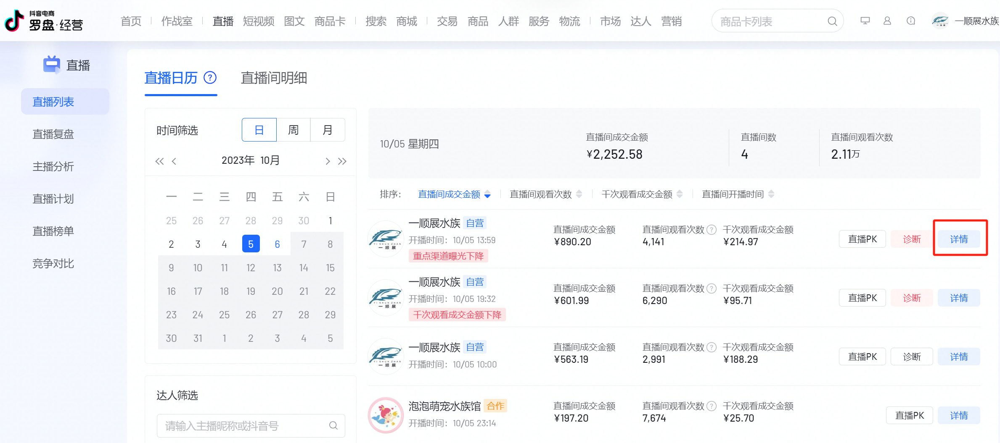 抖音电商
罗盘·经营
首页 作战室 直播 短视频 图文 商品卡 搜索 商城 交易 商品 人群 服务 物流 市场 达人 营销
商品卡列表
一顺展水族
直播
直播列表
直播复盘
主播分析
直播计划
直播榜单
竞争对比
直播日历 ? 直播间明细
时间筛选 日 周 月
2023年 10月
一 二 三 四 五 六 日
25 26 27 28 29 30 1
2 3 4 5 6 7 8
9 10 11 12 13 14 15
16 17 18 19 20 21 22
23 24 25 26 27 28 29
30 31 1 2 3 4 5
达人筛选
请输入主播昵称或抖音号
10/05 星期四
直播间成交金额 直播间数 直播间观看次数
¥2,252.58 4 2.11万
排序: 直播间成交金额 直播间观看次数 千次观看成交金额 直播间开播时间
YI SHUN ZHAN
一顺展
一顺展水族 自营
开播时间: 10/05 13:59
重点渠道曝光下降
直播间成交金额 直播间观看次数 ? 千次观看成交金额
¥890.20 4,141 ¥214.97
直播PK 诊断 详情
YI SHUN ZHAN
一顺展
一顺展水族 自营
开播时间: 10/05 19:32
千次观看成交金额下降
直播间成交金额 直播间观看次数 ? 千次观看成交金额
¥601.99 6,290 ¥95.71
直播PK 诊断 详情
YI SHUN ZHAN
一顺展
一顺展水族 自营
开播时间: 10/05 10:00
直播间成交金额 直播间观看次数 ? 千次观看成交金额
¥563.19 2,991 ¥188.29
直播PK 诊断 详情
泡泡萌宠水族馆 合作
开播时间: 10/05 23:14
直播间成交金额 直播间观看次数 ? 千次观看成交金额
¥197.20 7,674 ¥25.70
直播PK 详情